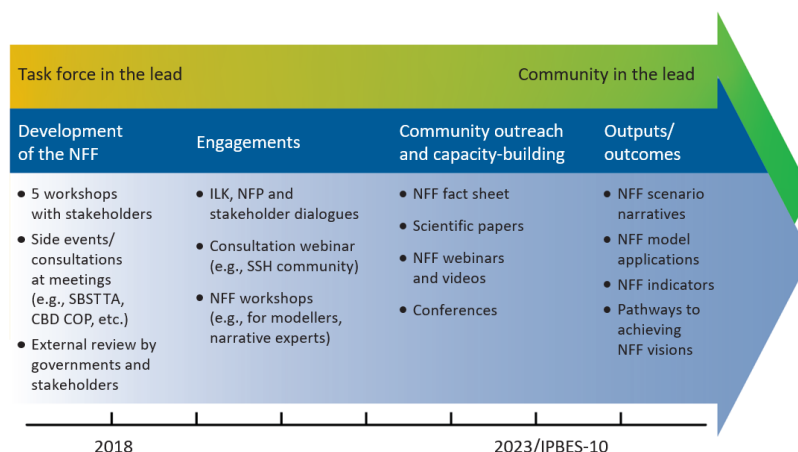 Task force in the lead
Community in the lead
Development
of the NFF
Engagements
Community outreach
and capacity-building
Outputs/
outcomes
• 5 workshops
with stakeholders
• Side events/
consultations
at meetings
(e.g., SBSTTA,
CBD COP, etc.)
• External review by
governments and
stakeholders
• ILK, NFP and
stakeholder dialogues
• Consultation webinar
(e.g., SSH community)
• NFF workshops
(e.g., for modellers,
narrative experts)
• NFF fact sheet
• Scientific papers
• NFF webinars
and videos
• Conferences
• NFF scenario
narratives
• NFF model
applications
• NFF indicators
• Pathways to
achieving
NFF visions
2018
2023/IPBES-10